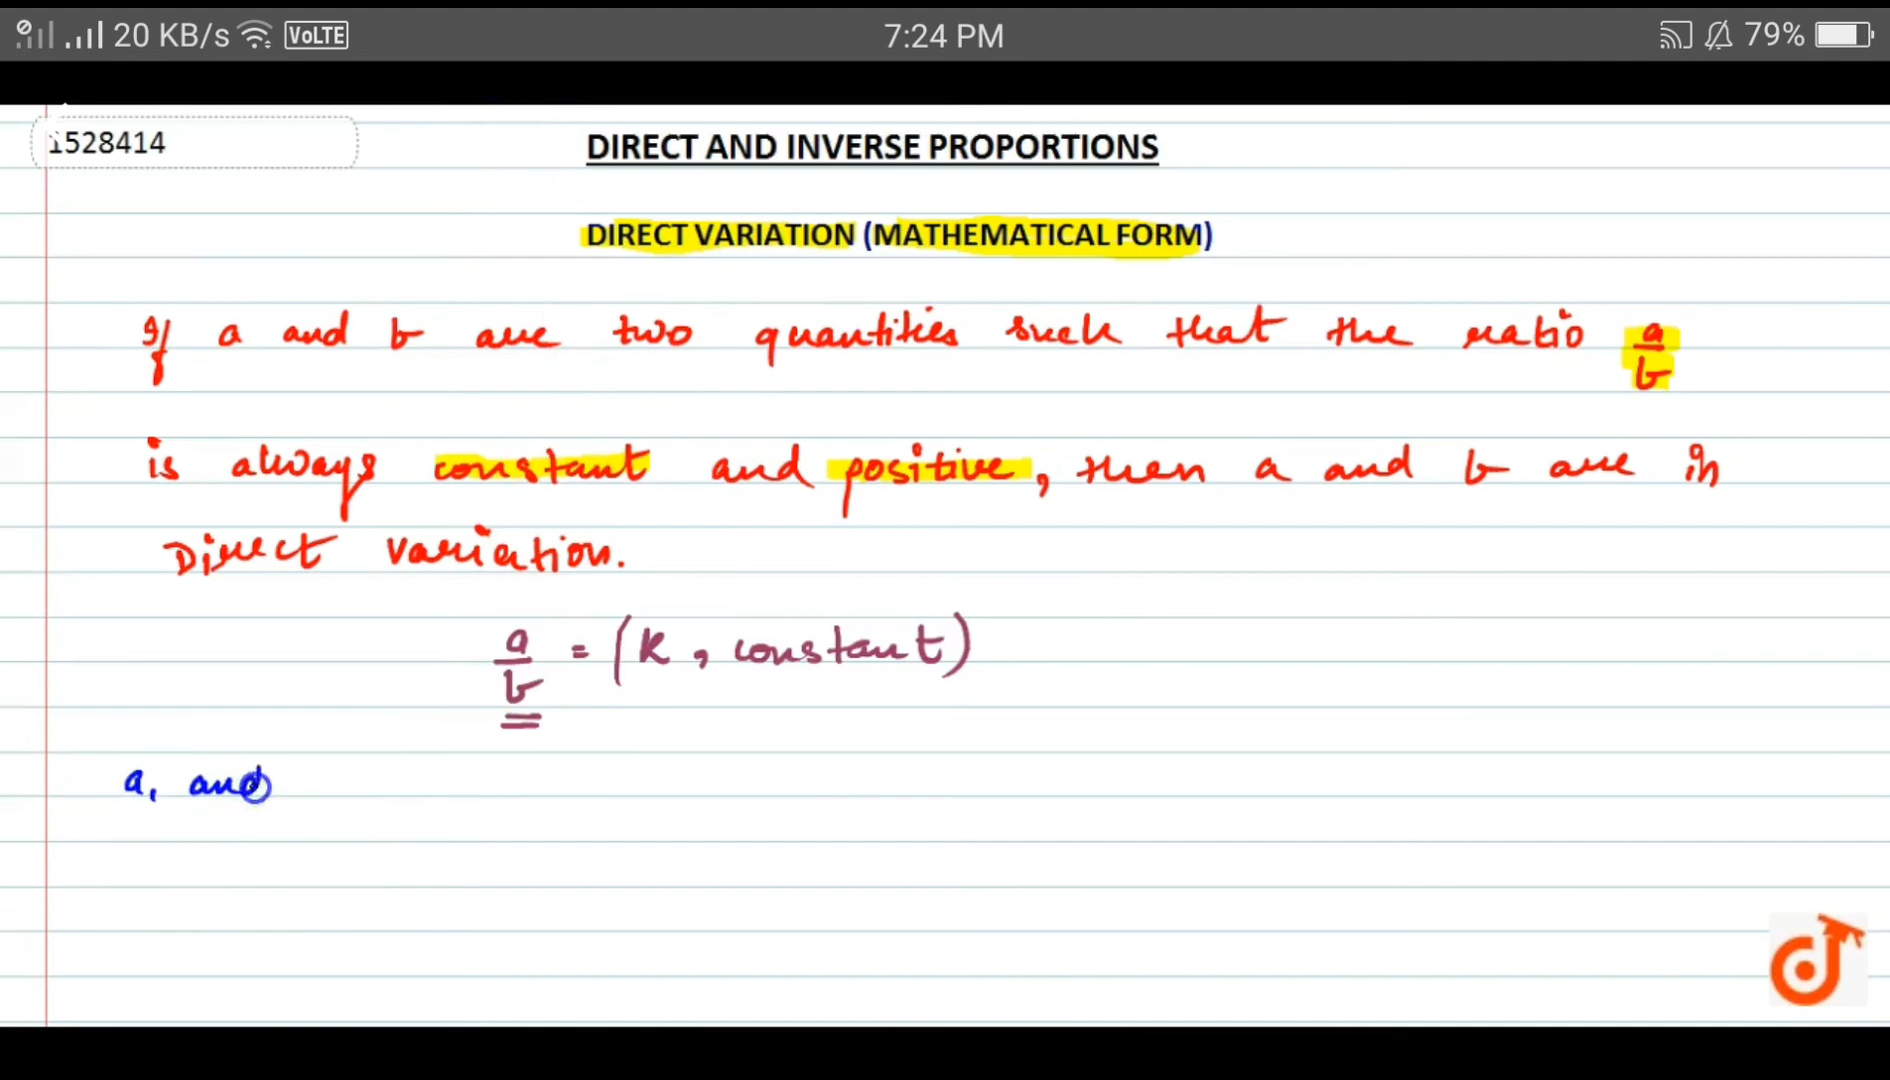 20 KB/s VoLTE 7:24 PM 79%
1528414
DIRECT AND INVERSE PROPORTIONS
DIRECT VARIATION (MATHEMATICAL FORM)
If a and b are two quantities such that the ratio a/b
is always constant and positive, then a and b are in
Direct variation.
a/b = (K, constant)
a, and